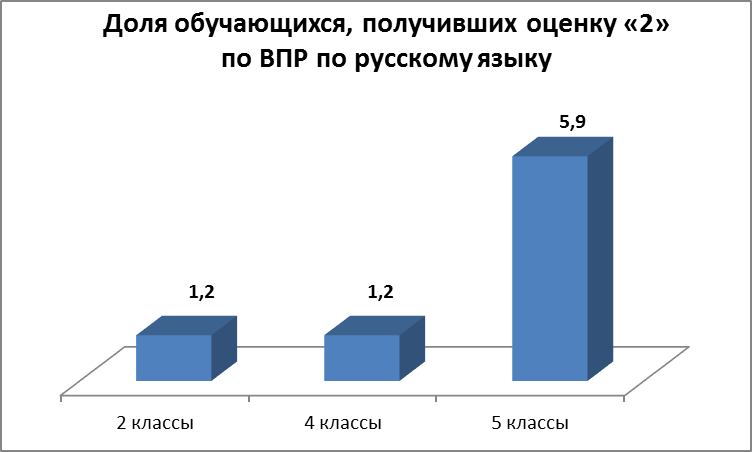 Доля обучающихся, получивших оценку «2»
по ВПР по русскому языку
5,9
1,2
1,2
2 классы
4 классы
5 классы